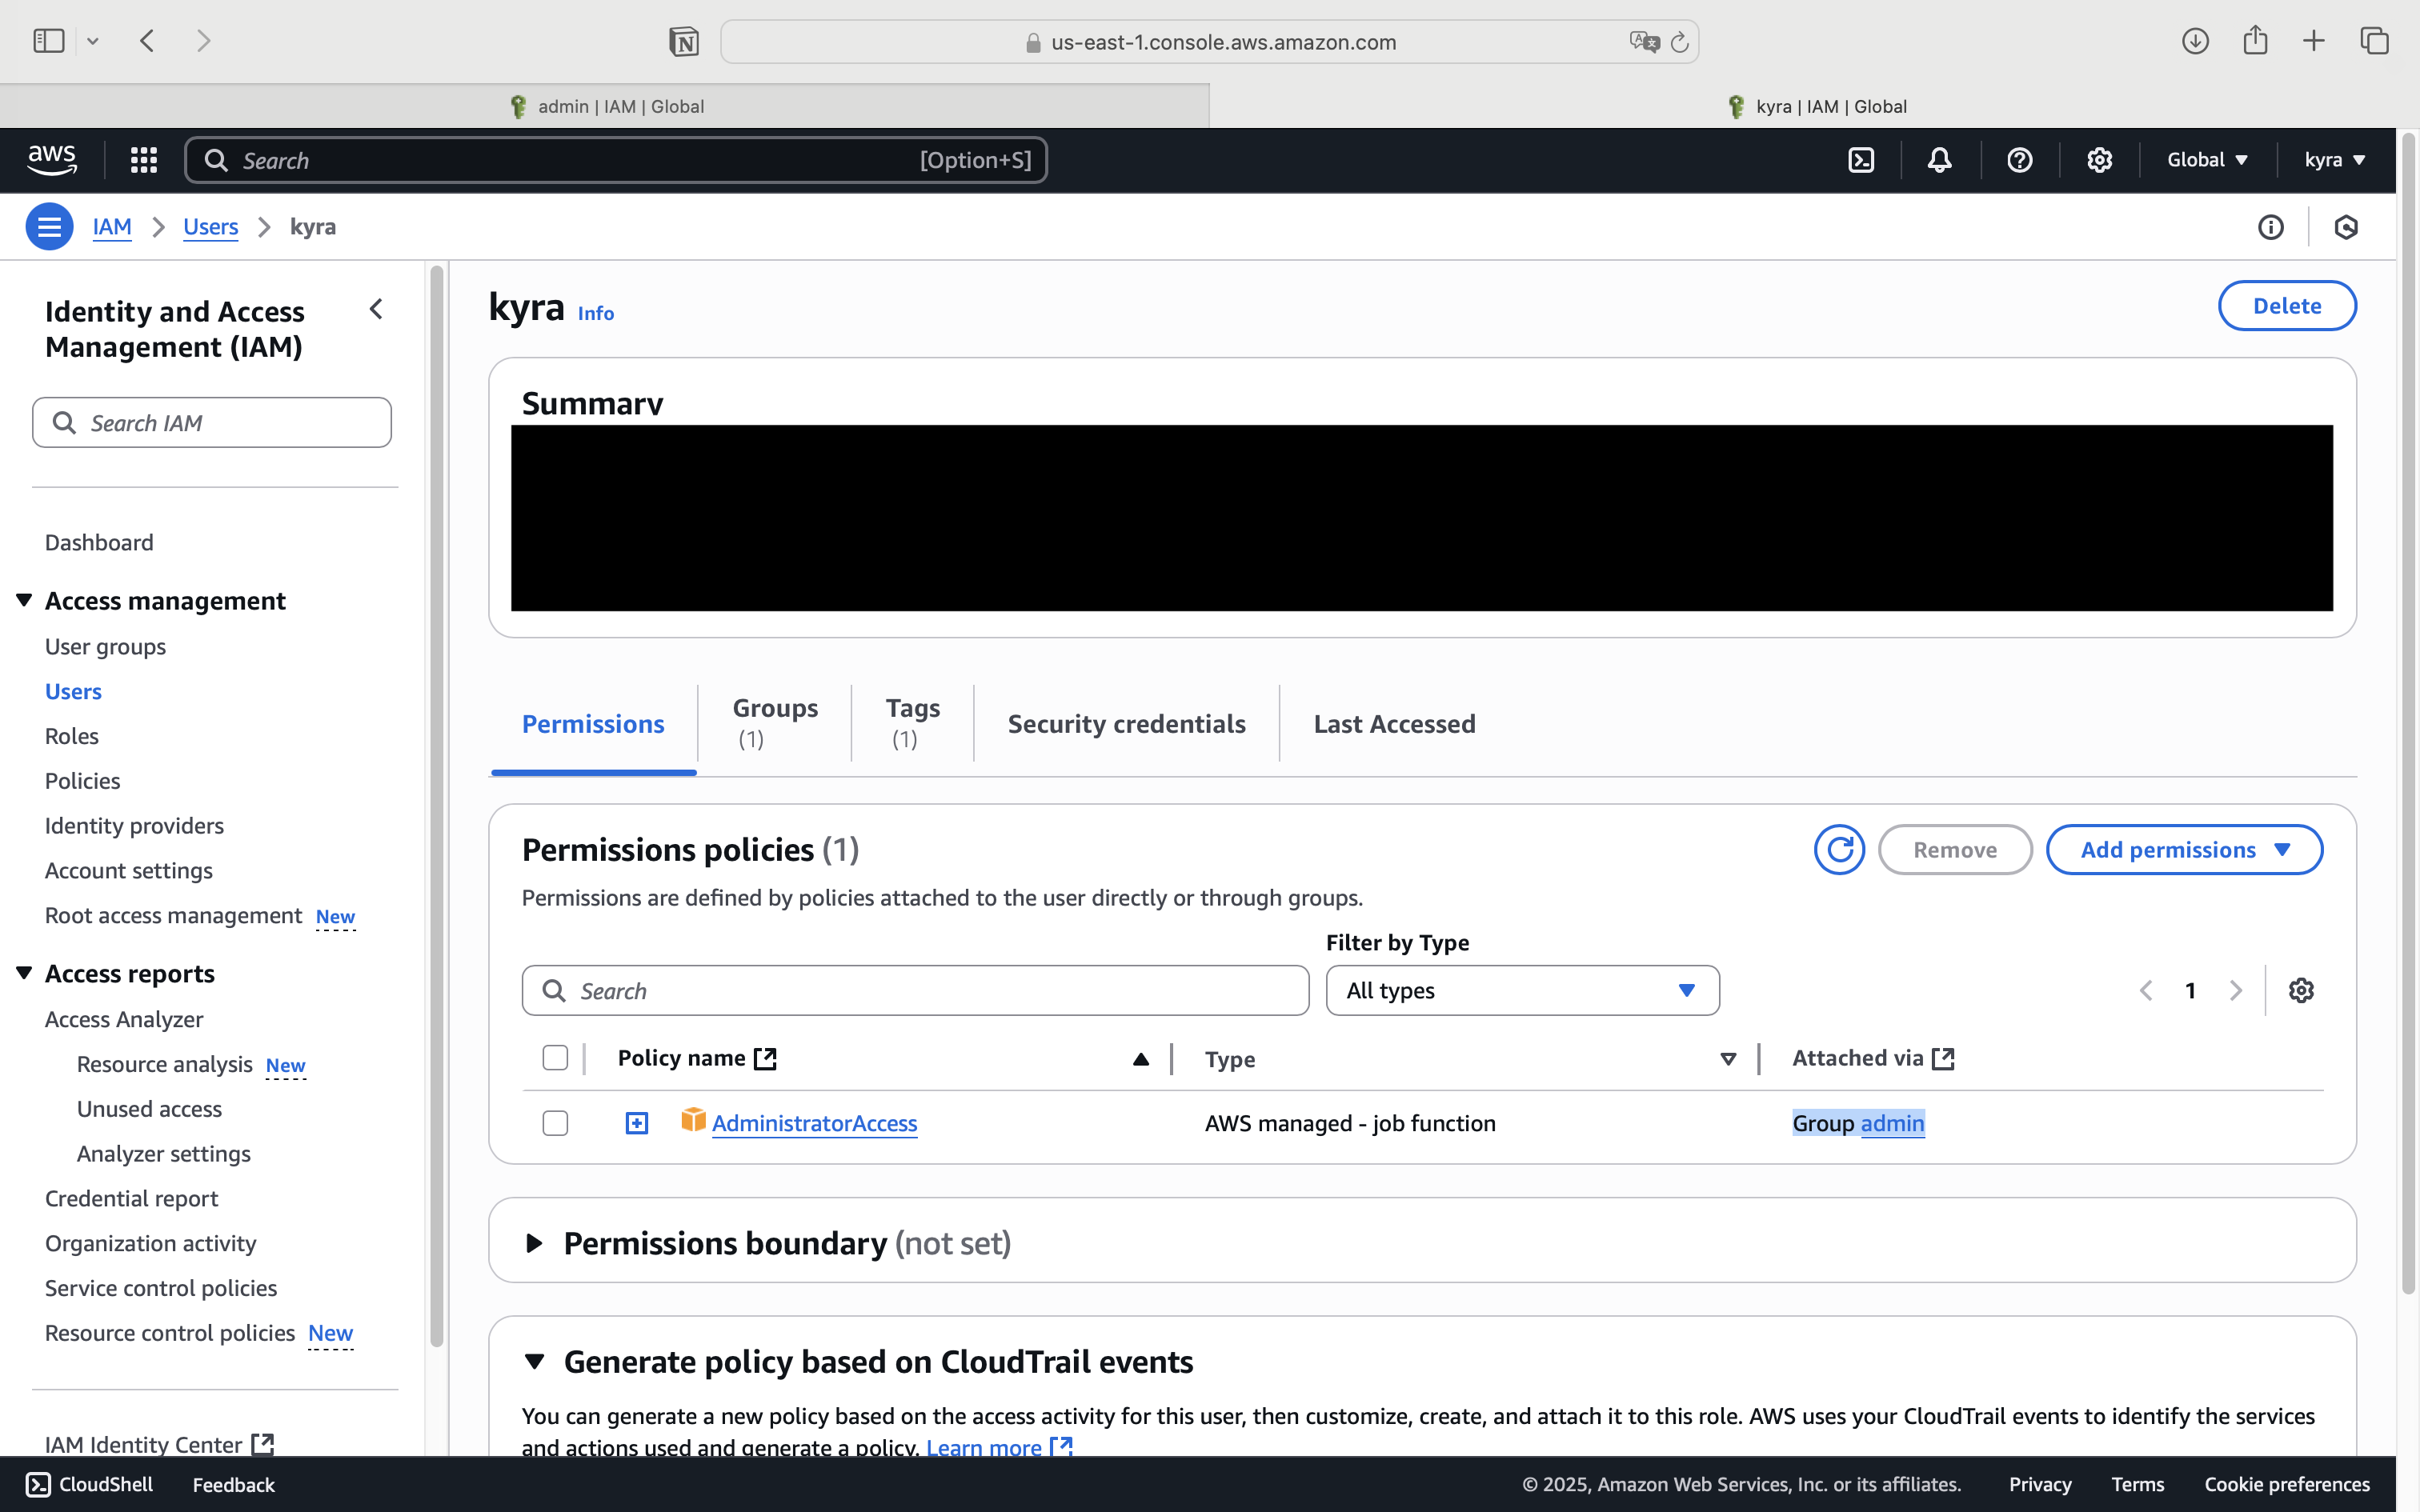 us-east-1.console.aws.amazon.com
admin | IAM | Global
kyra | IAM | Global
aws
Search
[Option+S]
Global
kyra
IAM
Users
kyra
Identity and Access
Management (IAM)
Search IAM
Dashboard
Access management
User groups
Users
Roles
Policies
Identity providers
Account settings
Root access management New
Access reports
Access Analyzer
Resource analysis New
Unused access
Analyzer settings
Credential report
Organization activity
Service control policies
Resource control policies New
IAM Identity Center
kyra Info
Delete
Summary
Permissions
Groups
(1)
Tags
(1)
Security credentials
Last Accessed
Permissions policies (1)
Remove
Add permissions
Permissions are defined by policies attached to the user directly or through groups.
Filter by Type
Search
All types
1
Policy name
Type
Attached via
AdministratorAccess
AWS managed - job function
Group admin
Permissions boundary (not set)
Generate policy based on CloudTrail events
You can generate a new policy based on the access activity for this user, then customize, create, and attach it to this role. AWS uses your CloudTrail events to identify the services
and actions used and generate a policy. Learn more
CloudShell
Feedback
© 2025, Amazon Web Services, Inc. or its affiliates.
Privacy
Terms
Cookie preferences